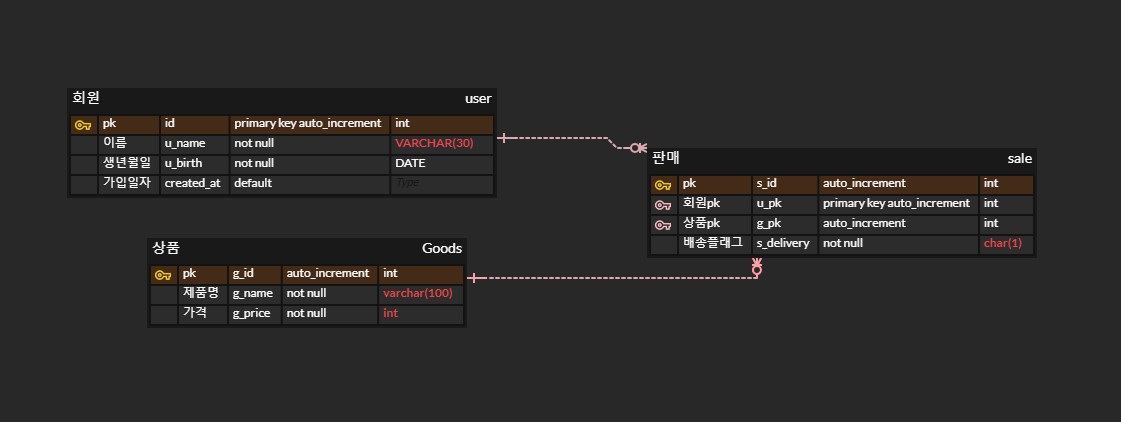 회원 user
pk id primary key auto_increment int
이름 u_name not null VARCHAR(30)
생년월일 u_birth not null DATE
가입일자 created_at default Type
판매 sale
pk s_id auto_increment int
회원pk u_pk primary key auto_increment int
상품pk g_pk auto_increment int
배송플래그 s_delivery not null char(1)
상품 Goods
pk g_id auto_increment int
제품명 g_name not null varchar(100)
가격 g_price not null int